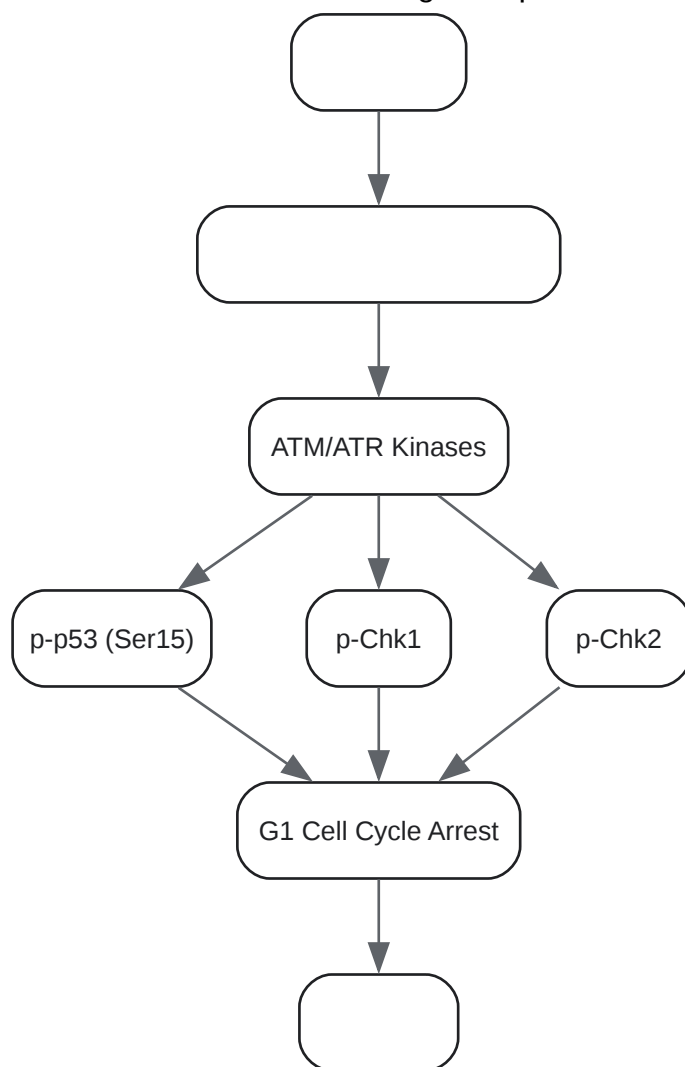 ATM/ATR Kinases
p-p53 (Ser15) p-Chk1 p-Chk2
G1 Cell Cycle Arrest